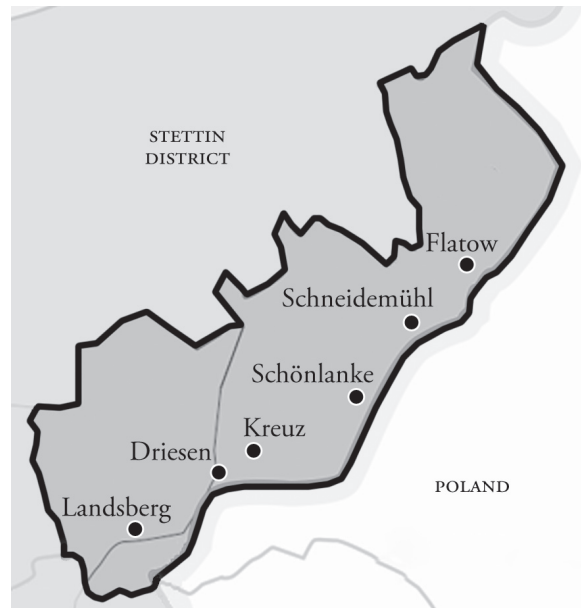 STETTIN
DISTRICT
Flatow
Schneidemühl
Schönlanke
Kreuz
Driesen
POLAND
Landsberg